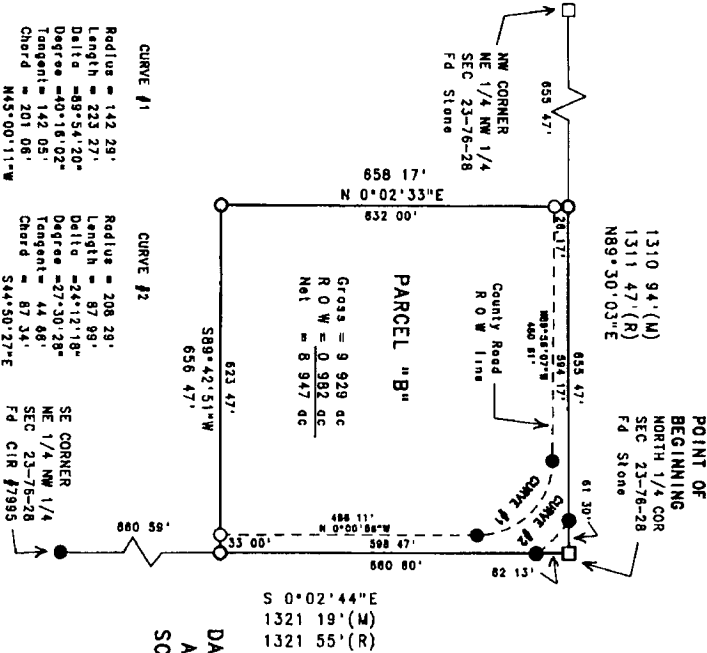 POINT OF
BEGINNING
NORTH 1/4 COR
SEC 23-76-28
Fd Stone
1310 94'(M)
1311 47'(R)
N89°30'03"E
655 47'
655 47'
61 30'
NW CORNER
NE 1/4 NW 1/4
SEC 23-76-28
Fd Stone
594 17'
460 61'
658 17'
N 0°02'33"E
632 00'
County Road
R O W line
PARCEL "B"
Gross = 9 929 ac
R O W = 0 982 ac
Net = 8 947 ac
CURVE #1
CURVE #2
62 13'
598 47'
660 60'
33 00'
S 0°02'44"E
1321 19'(M)
1321 55'(R)
623 47'
S89°42'51"W
656 47'
660 59'
SE CORNER
NE 1/4 NW 1/4
SEC 23-76-28
Fd CIR #7995
CURVE #1
Radius = 142 29'
Length = 223 27'
Delta =89°54'20"
Degree =40°16'02"
Tangent= 142 05'
Chord = 201 06'
N45°00'11"W
CURVE #2
Radius = 208 29'
Length = 87 99'
Delta =24°12'18"
Degree =27°30'28"
Tangent= 44 66'
Chord = 87 34'
S44°50'27"E
DA
A
SC